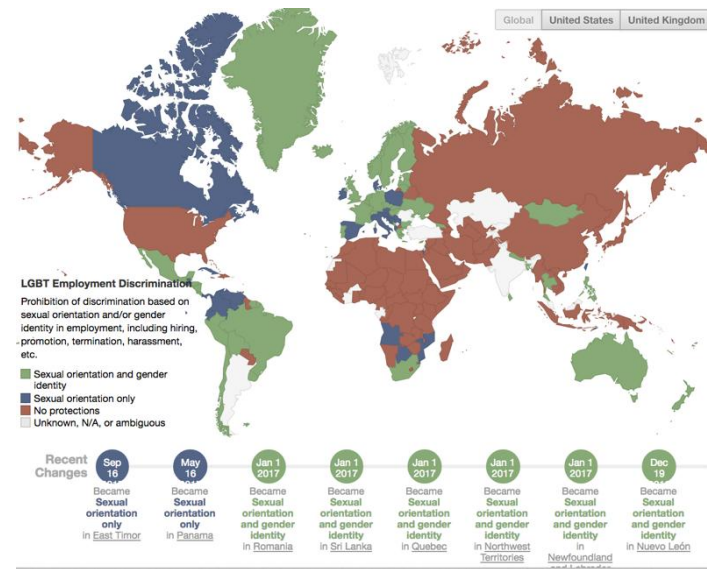 Global United States United Kingdom
LGBT Employment Discrimination
Prohibition of discrimination based on
sexual orientation and/or gender
identity in employment, including hiring,
promotion, termination, harassment,
etc.
Sexual orientation and gender
identity
Sexual orientation only
No protections
Unknown, N/A, or ambiguous
Recent
Changes
Sep
16
Became
Sexual
orientation
only
in East Timor
May
16
Became
Sexual
orientation
only
in Panama
Jan 1
2017
Became
Sexual
orientation
and gender
identity
in Romania
Jan 1
2017
Became
Sexual
orientation
and gender
identity
in Sri Lanka
Jan 1
2017
Became
Sexual
orientation
and gender
identity
in Quebec
Jan 1
2017
Became
Sexual
orientation
and gender
identity
in Northwest
Territories
Jan 1
2017
Became
Sexual
orientation
and gender
identity
in
Newfoundland
and Labrador
Dec
19
Became
Sexual
orientation
and gender
identity
in Nuevo León